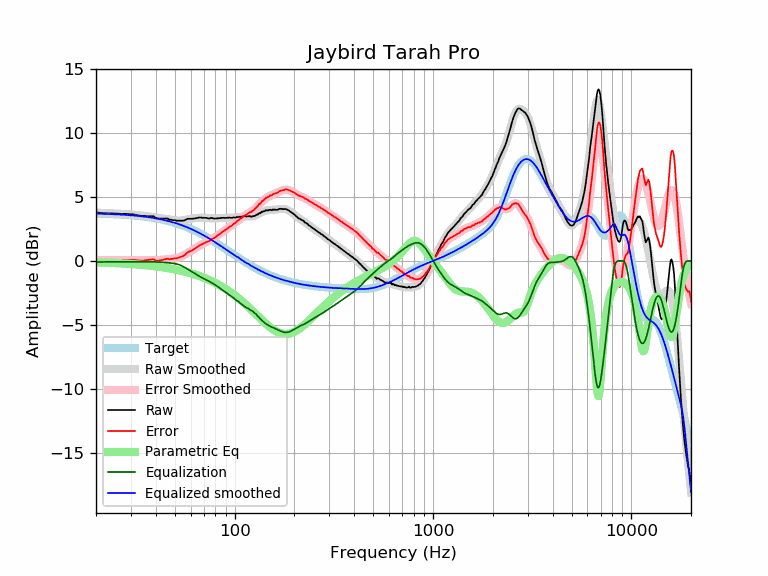 Jaybird Tarah Pro
15
10
5
0
−5
−10
−15
Amplitude (dBr)
Target
Raw Smoothed
Error Smoothed
Raw
Error
Parametric Eq
Equalization
Equalized smoothed
100
1000
10000
Frequency (Hz)